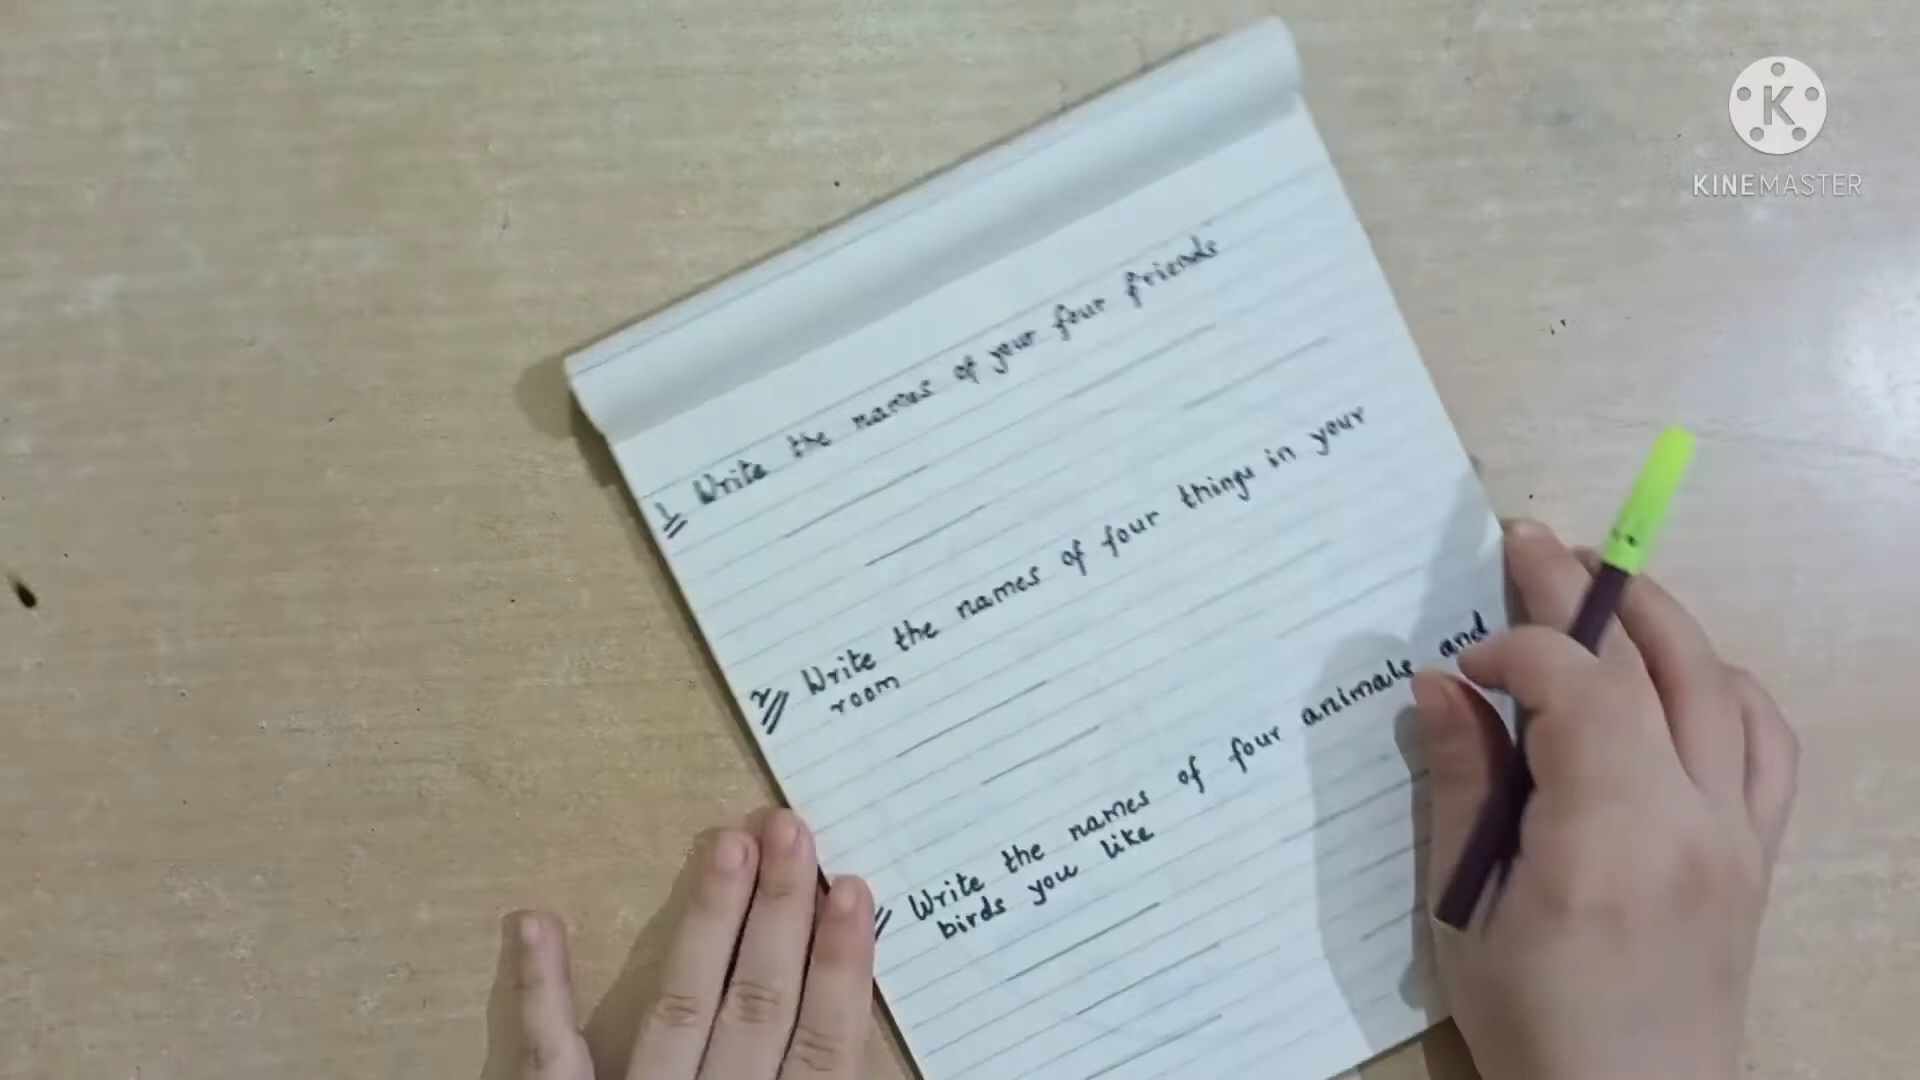 1 Write the names of your four friends
2 Write the names of four things in your
room
Write the names of four animals and
birds you like
K
KINEMASTER